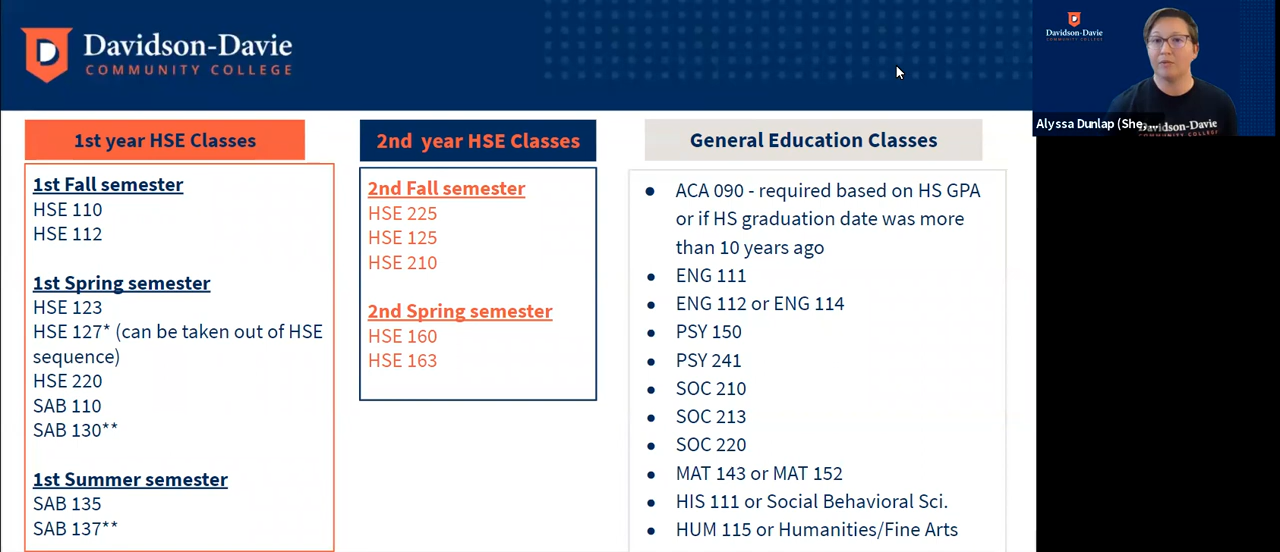 Davidson-Davie
COMMUNITY COLLEGE
1st year HSE Classes
1st Fall semester
HSE 110
HSE 112
1st Spring semester
HSE 123
HSE 127* (can be taken out of HSE
sequence)
HSE 220
SAB 110
SAB 130**
1st Summer semester
SAB 135
SAB 137**
2nd year HSE Classes
2nd Fall semester
HSE 225
HSE 125
HSE 210
2nd Spring semester
HSE 160
HSE 163
General Education Classes
● ACA 090 - required based on HS GPA
or if HS graduation date was more
than 10 years ago
● ENG 111
● ENG 112 or ENG 114
● PSY 150
● PSY 241
● SOC 210
● SOC 213
● SOC 220
● MAT 143 or MAT 152
● HIS 111 or Social Behavioral Sci.
● HUM 115 or Humanities/Fine Arts
Davidson-Davie
COMMUNITY COLLEGE
Alyssa Dunlap (She
Davidson-Davie
COMMUNITY COLLEGE